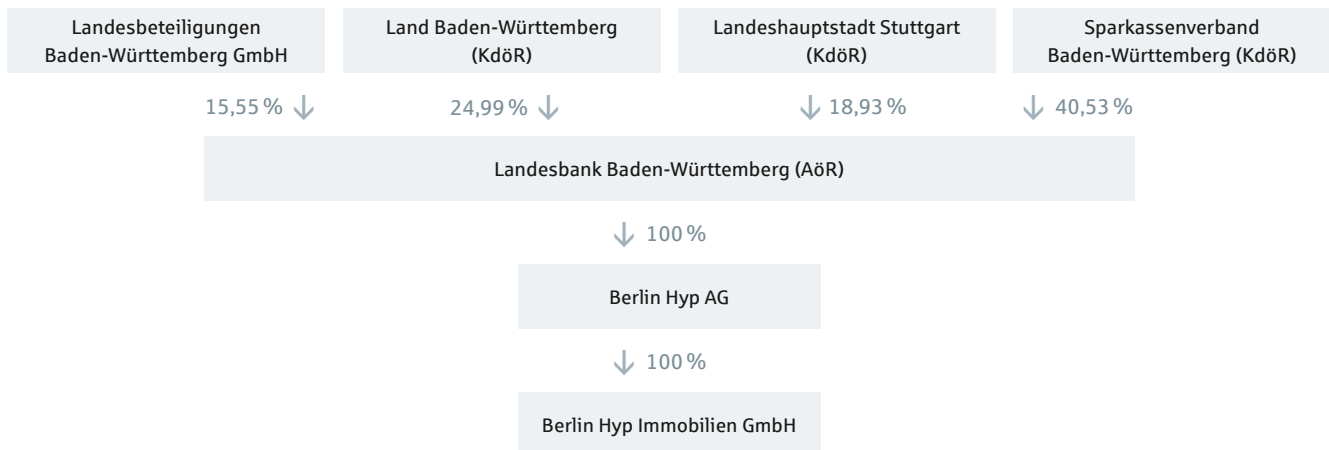 Landesbeteiligungen
Baden-Württemberg GmbH
Land Baden-Württemberg
(KdöR)
Landeshauptstadt Stuttgart
(KdöR)
Sparkassenverband
Baden-Württemberg (KdöR)
15,55 %
24,99 %
18,93 %
40,53 %
Landesbank Baden-Württemberg (AöR)
100 %
Berlin Hyp AG
100 %
Berlin Hyp Immobilien GmbH